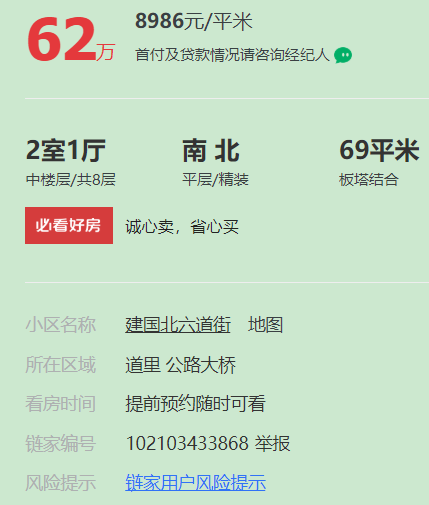 62万
8986元/平米
首付及贷款情况请咨询经纪人
2室1厅 南 北 69平米
中楼层/共8层 平层/精装 板塔结合
必看好房 诚心卖，省心买
小区名称 建国北六道街 地图
所在区域 道里 公路大桥
看房时间 提前预约随时可看
链家编号 102103433868 举报
风险提示 链家用户风险提示